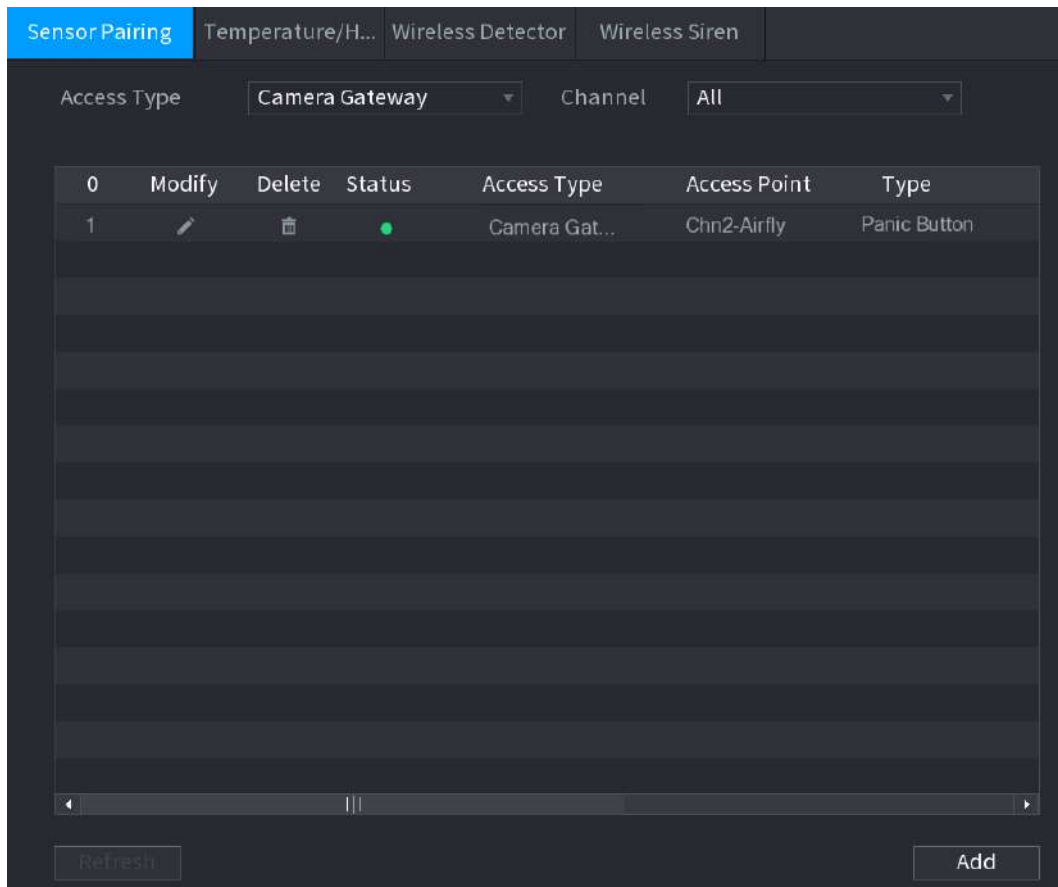 Sensor Pairing Temperature/H... Wireless Detector Wireless Siren
Access Type Camera Gateway Channel All
0 Modify Delete Status Access Type Access Point Type
1 Camera Gat... Chn2-Airfly Panic Button
Refresh Add